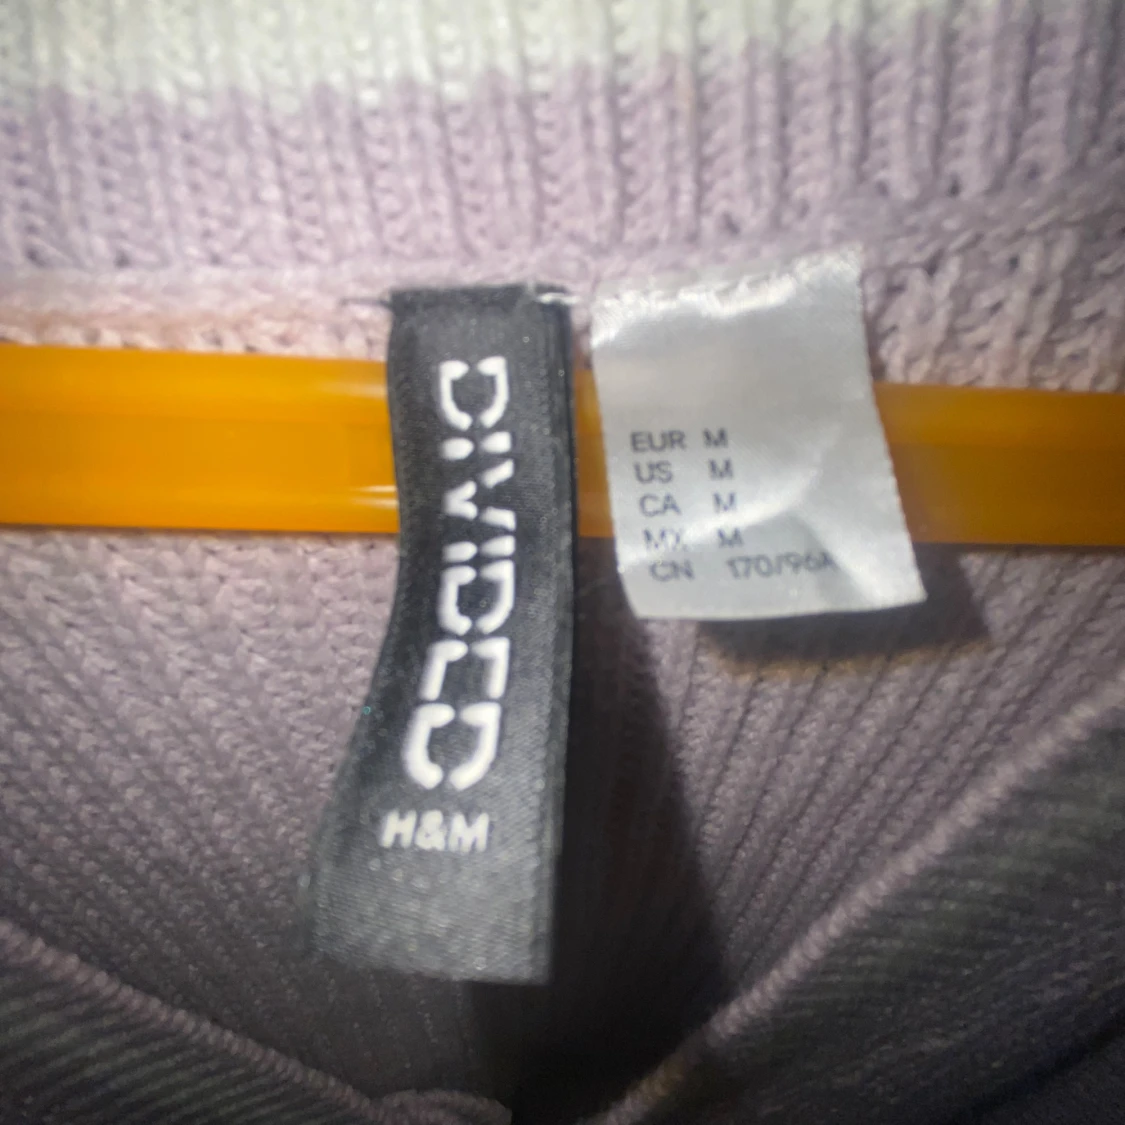 DIVIDED
H&M
EUR M
US M
CA M
MX M
CN 170/96A